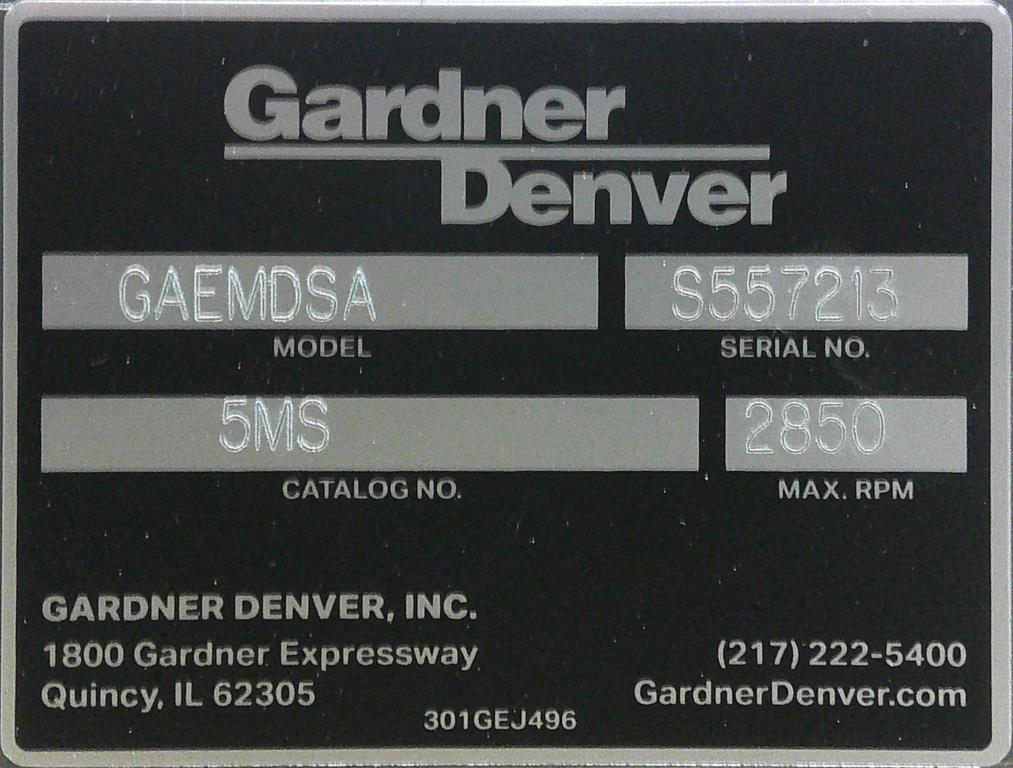 Gardner
Denver
GAEMDSA S557213
MODEL SERIAL NO.
5MS 2850
CATALOG NO. MAX. RPM
GARDNER DENVER, INC.
1800 Gardner Expressway (217) 222-5400
Quincy, IL 62305 GardnerDenver.com
301GEJ496